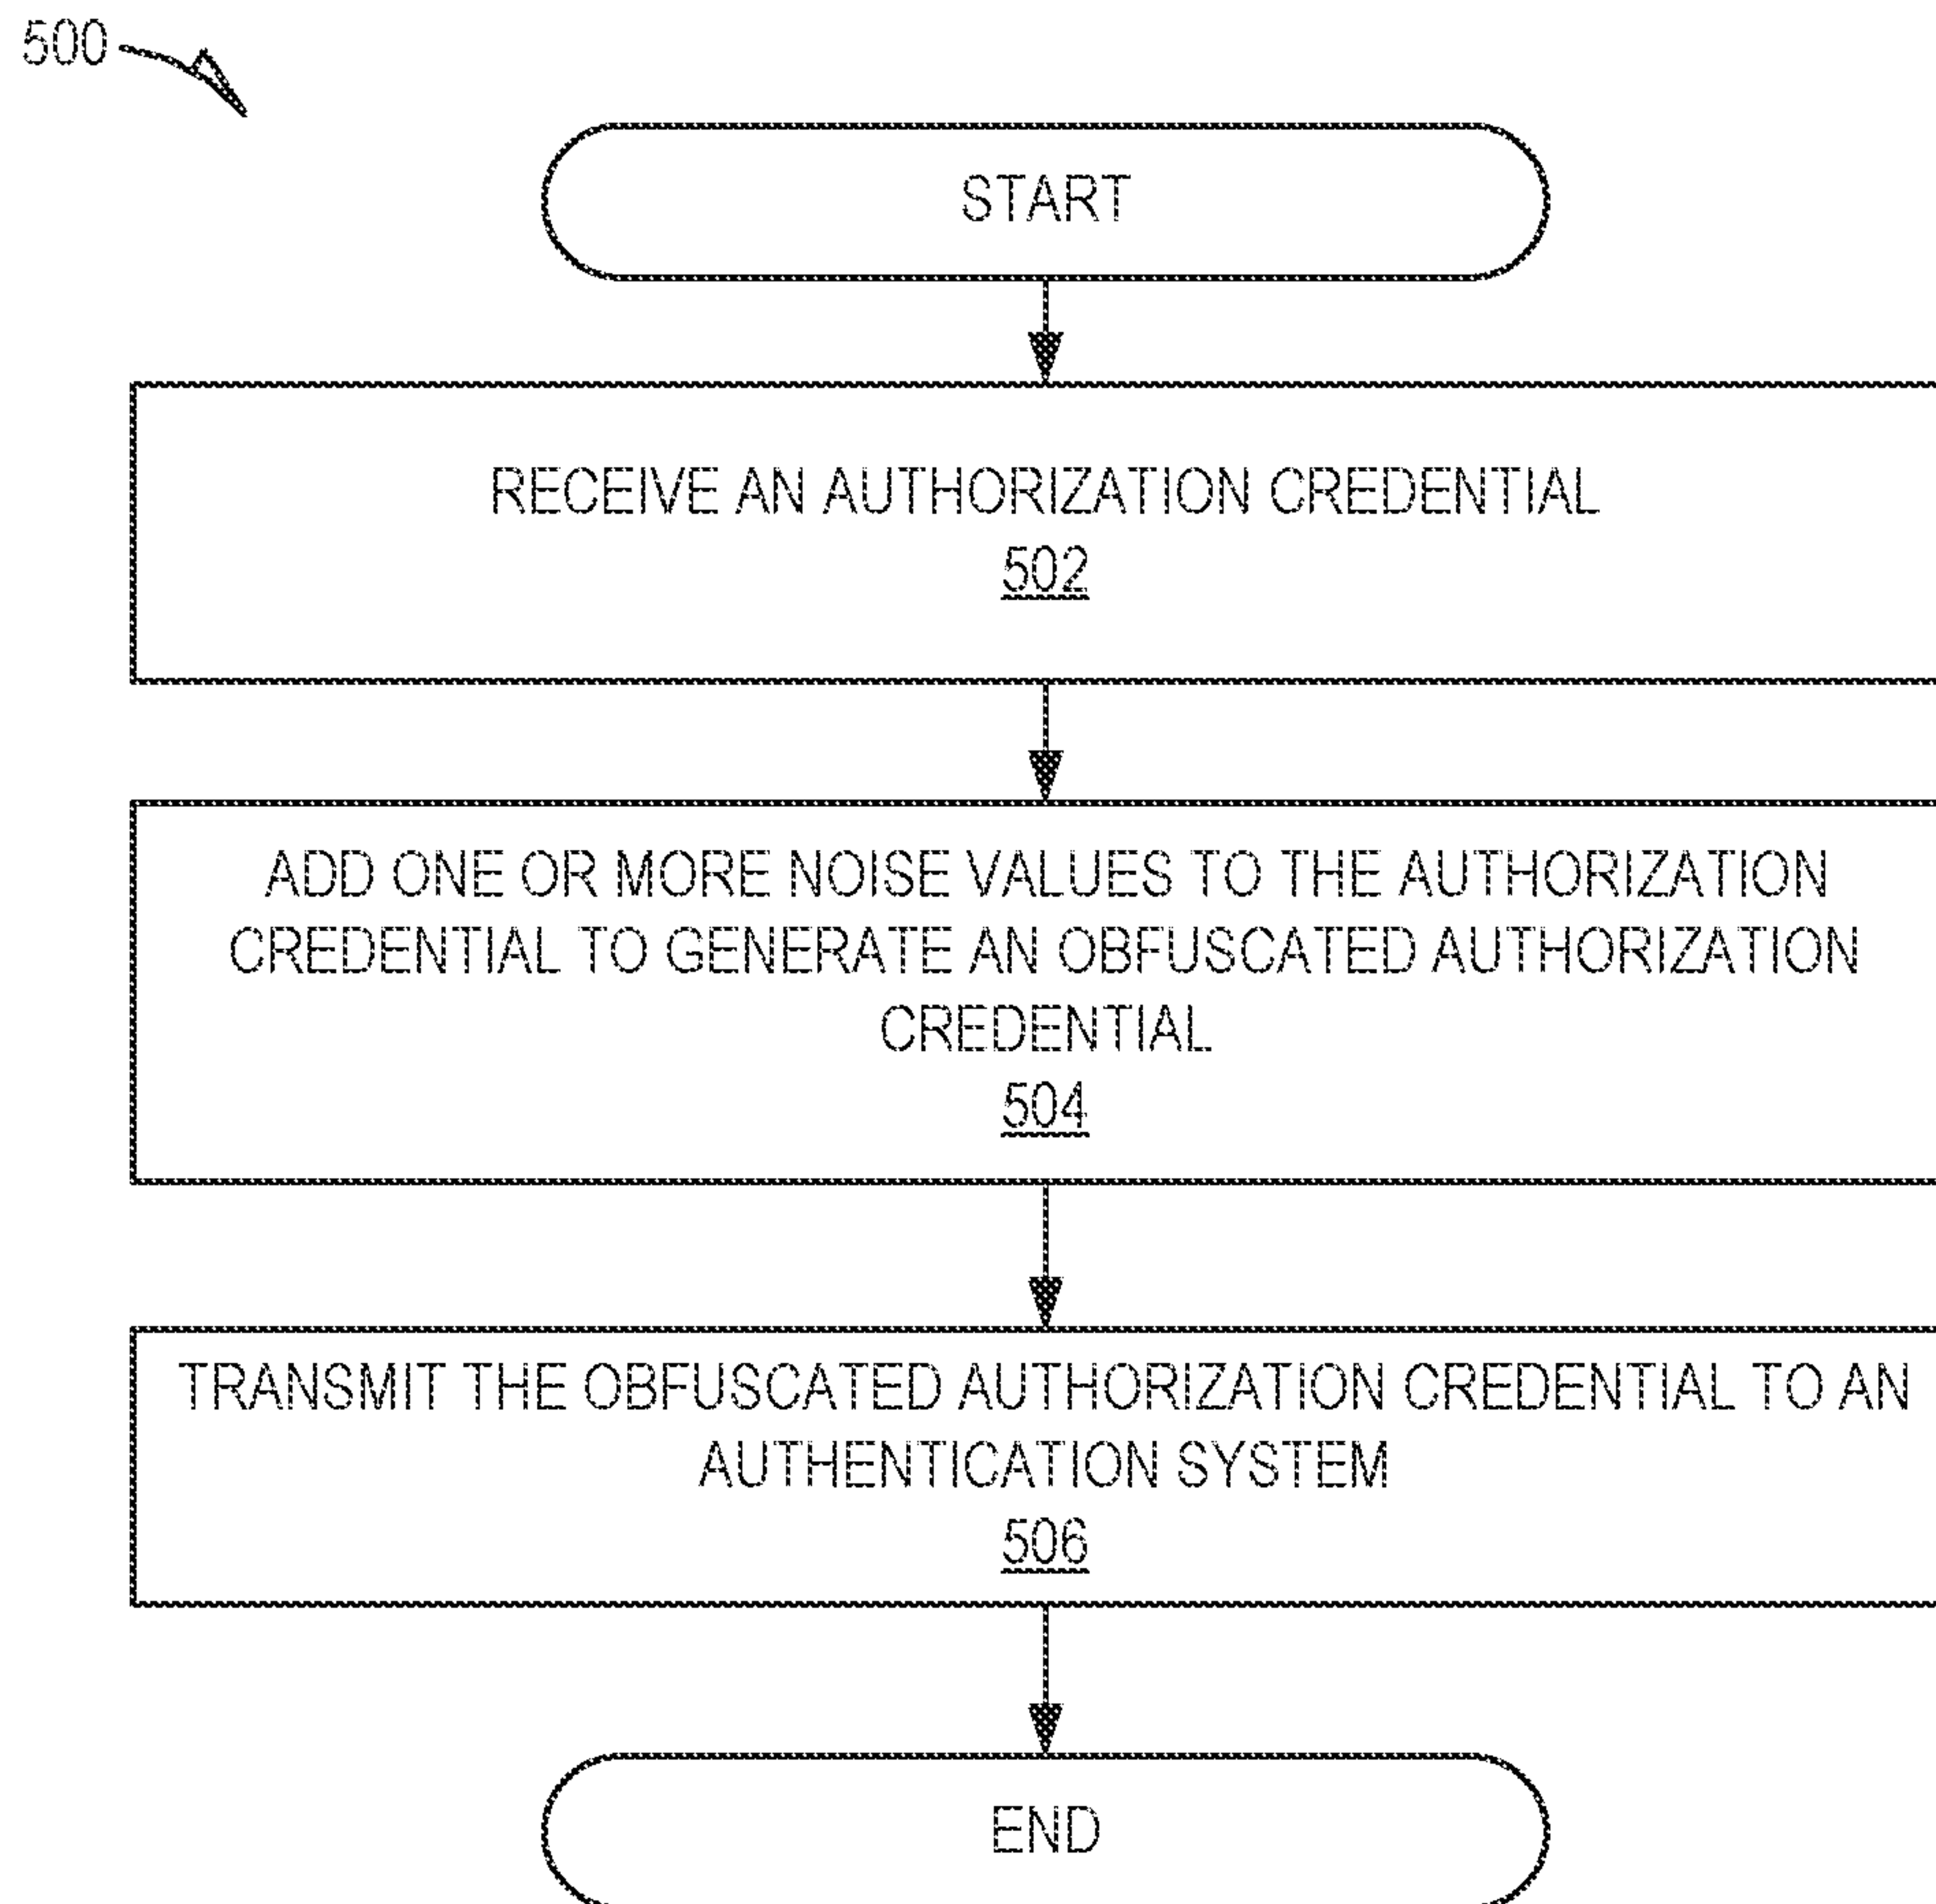 500
START
RECEIVE AN AUTHORIZATION CREDENTIAL
502
ADD ONE OR MORE NOISE VALUES TO THE AUTHORIZATION
CREDENTIAL TO GENERATE AN OBFUSCATED AUTHORIZATION
CREDENTIAL
504
TRANSMIT THE OBFUSCATED AUTHORIZATION CREDENTIAL TO AN
AUTHENTICATION SYSTEM
506
END